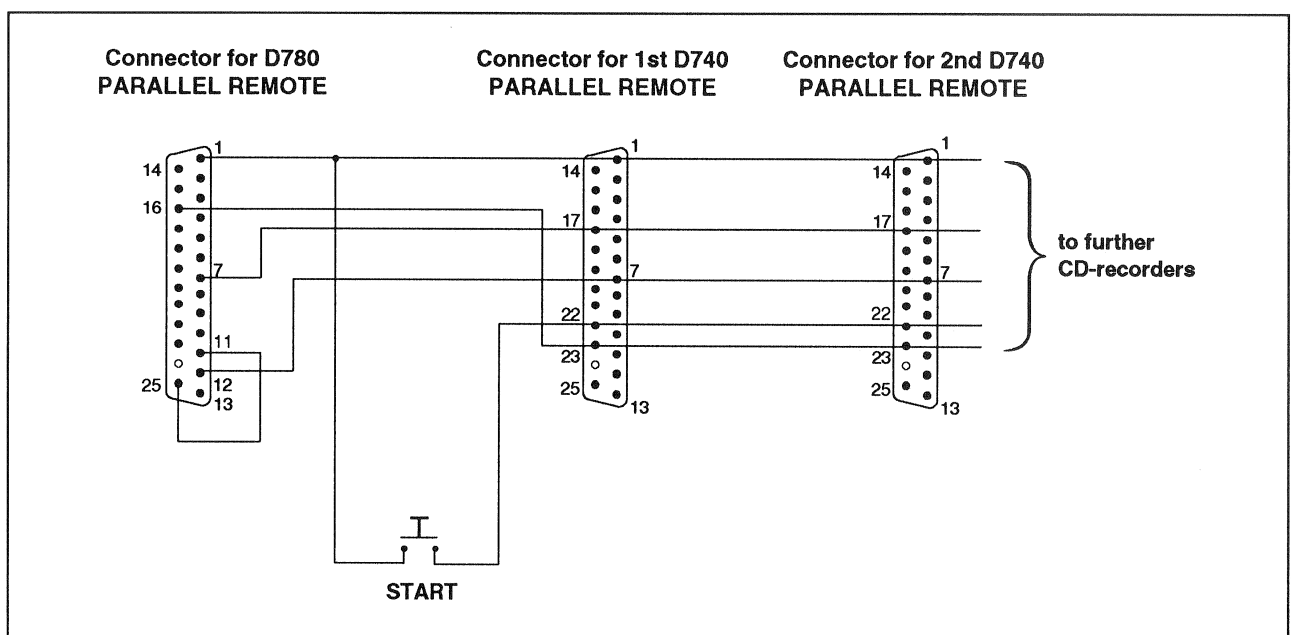 Connector for D780
PARALLEL REMOTE
Connector for 1st D740
PARALLEL REMOTE
Connector for 2nd D740
PARALLEL REMOTE
1
14
16
7
11
25
12
13
1
14
17
7
22
23
25
13
1
14
17
7
22
23
25
13
to further
CD-recorders
START